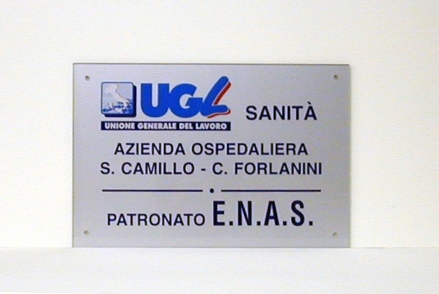 UGL SANITÀ
UNIONE GENERALE DEL LAVORO
AZIENDA OSPEDALIERA
S. CAMILLO - C. FORLANINI
PATRONATO E.N.A.S.